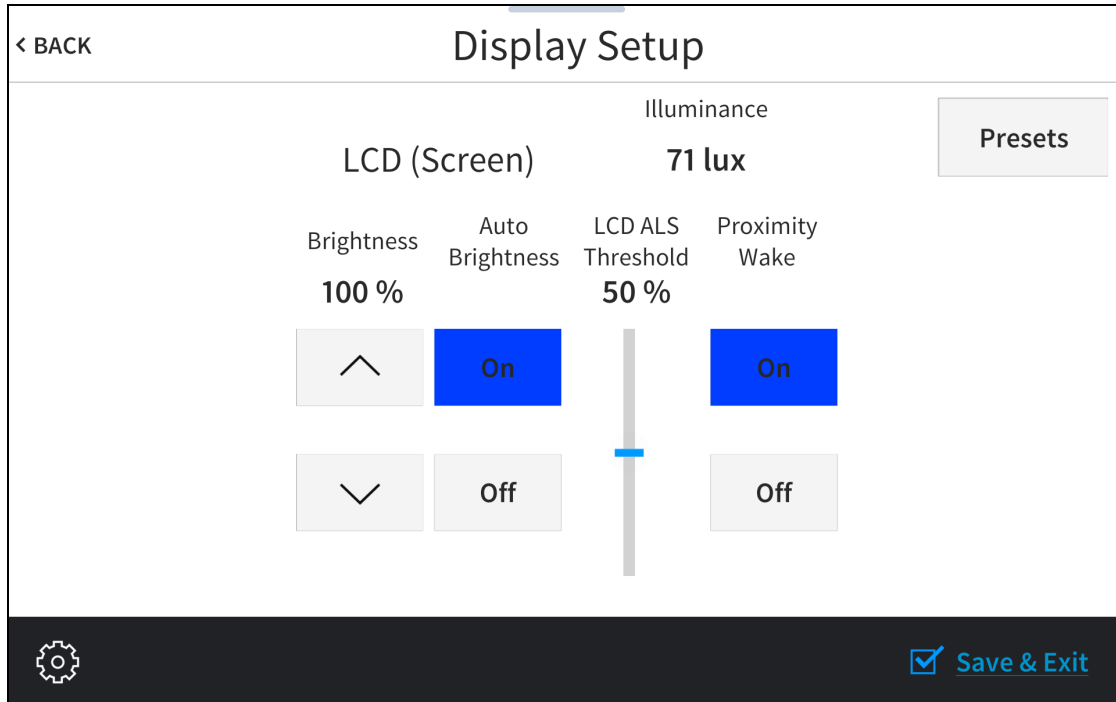 < BACK
Display Setup
Illuminance
Presets
LCD (Screen)
71 lux
Brightness
Auto
Brightness
LCD ALS
Threshold
Proximity
Wake
100 %
50 %
On
On
Off
Off
Save & Exit